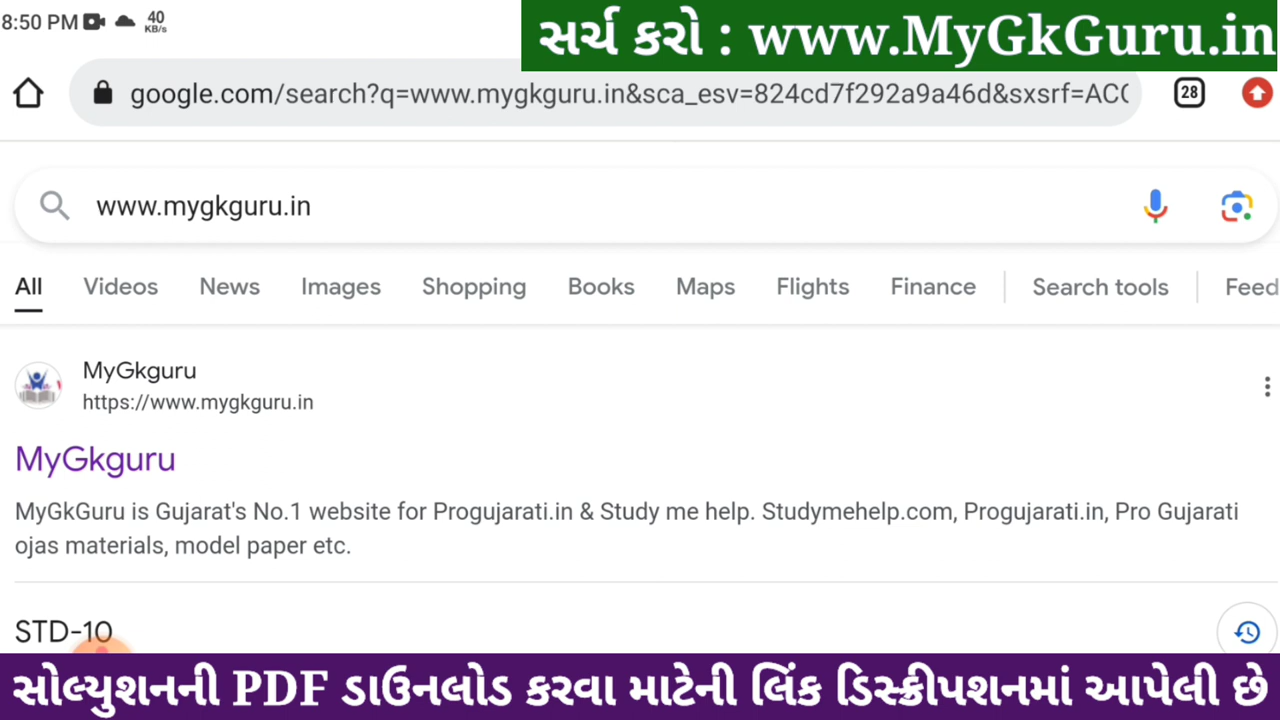 8:50 PM 40 KB/s
સર્ચ કરો : www.MyGkGuru.in
google.com/search?q=www.mygkguru.in&sca_esv=824cd7f292a9a46d&sxsrf=AC
28
www.mygkguru.in
All Videos News Images Shopping Books Maps Flights Finance Search tools Feed
MyGkguru
https://www.mygkguru.in
MyGkguru
MyGkGuru is Gujarat's No.1 website for Progujarati.in & Study me help. Studymehelp.com, Progujarati.in, Pro Gujarati
ojas materials, model paper etc.
STD-10
સોલ્યુશનની PDF ડાઉનલોડ કરવા માટેની લિંક ડિસ્ક્રીપશનમાં આપેલી છે